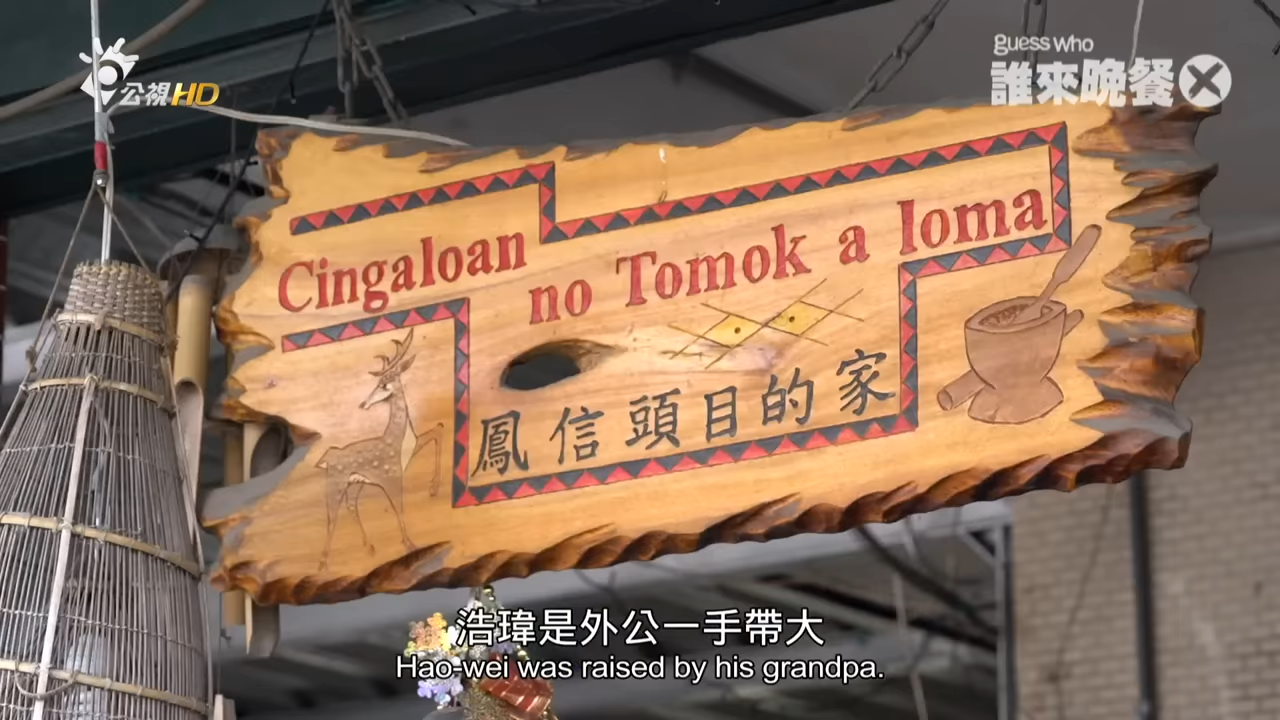 公視HD
guess who
誰來晚餐X
Cingaloan
no Tomok a loma
鳳信頭目的家
浩瑋是外公一手帶大
Hao-wei was raised by his grandpa.